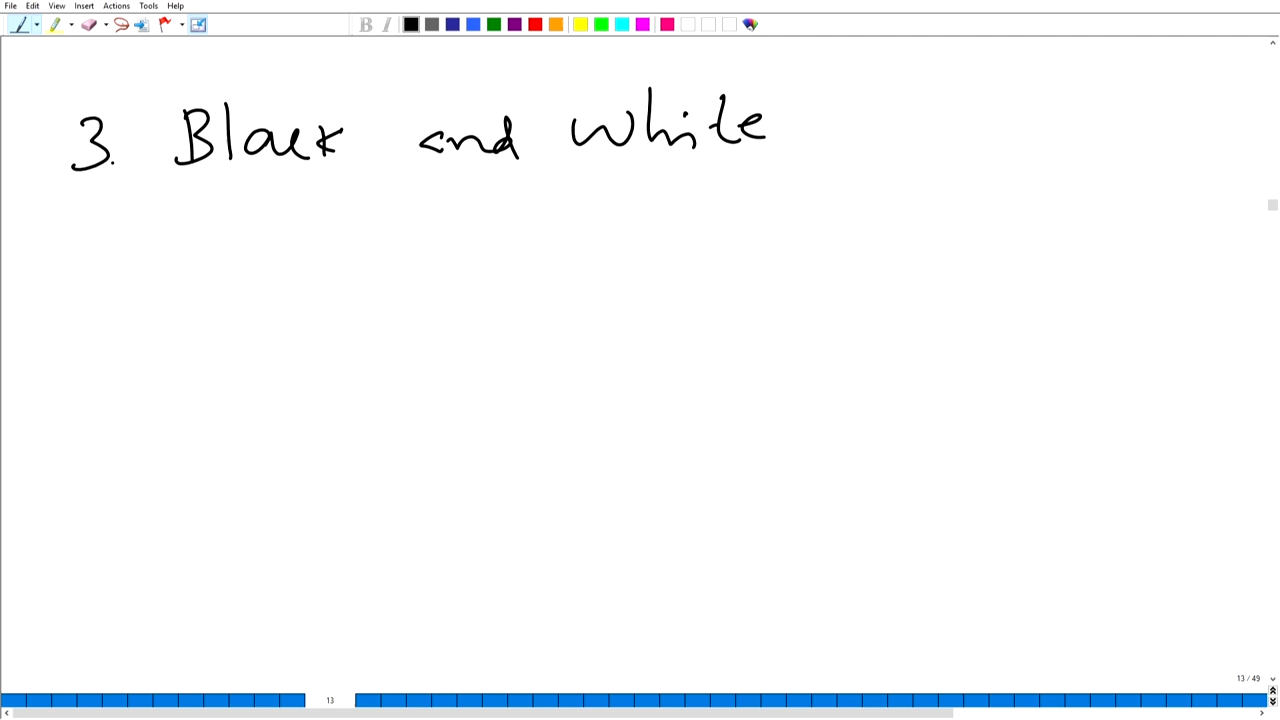 File Edit View Insert Actions Tools Help
B I
3. Black and White
13 / 49
13